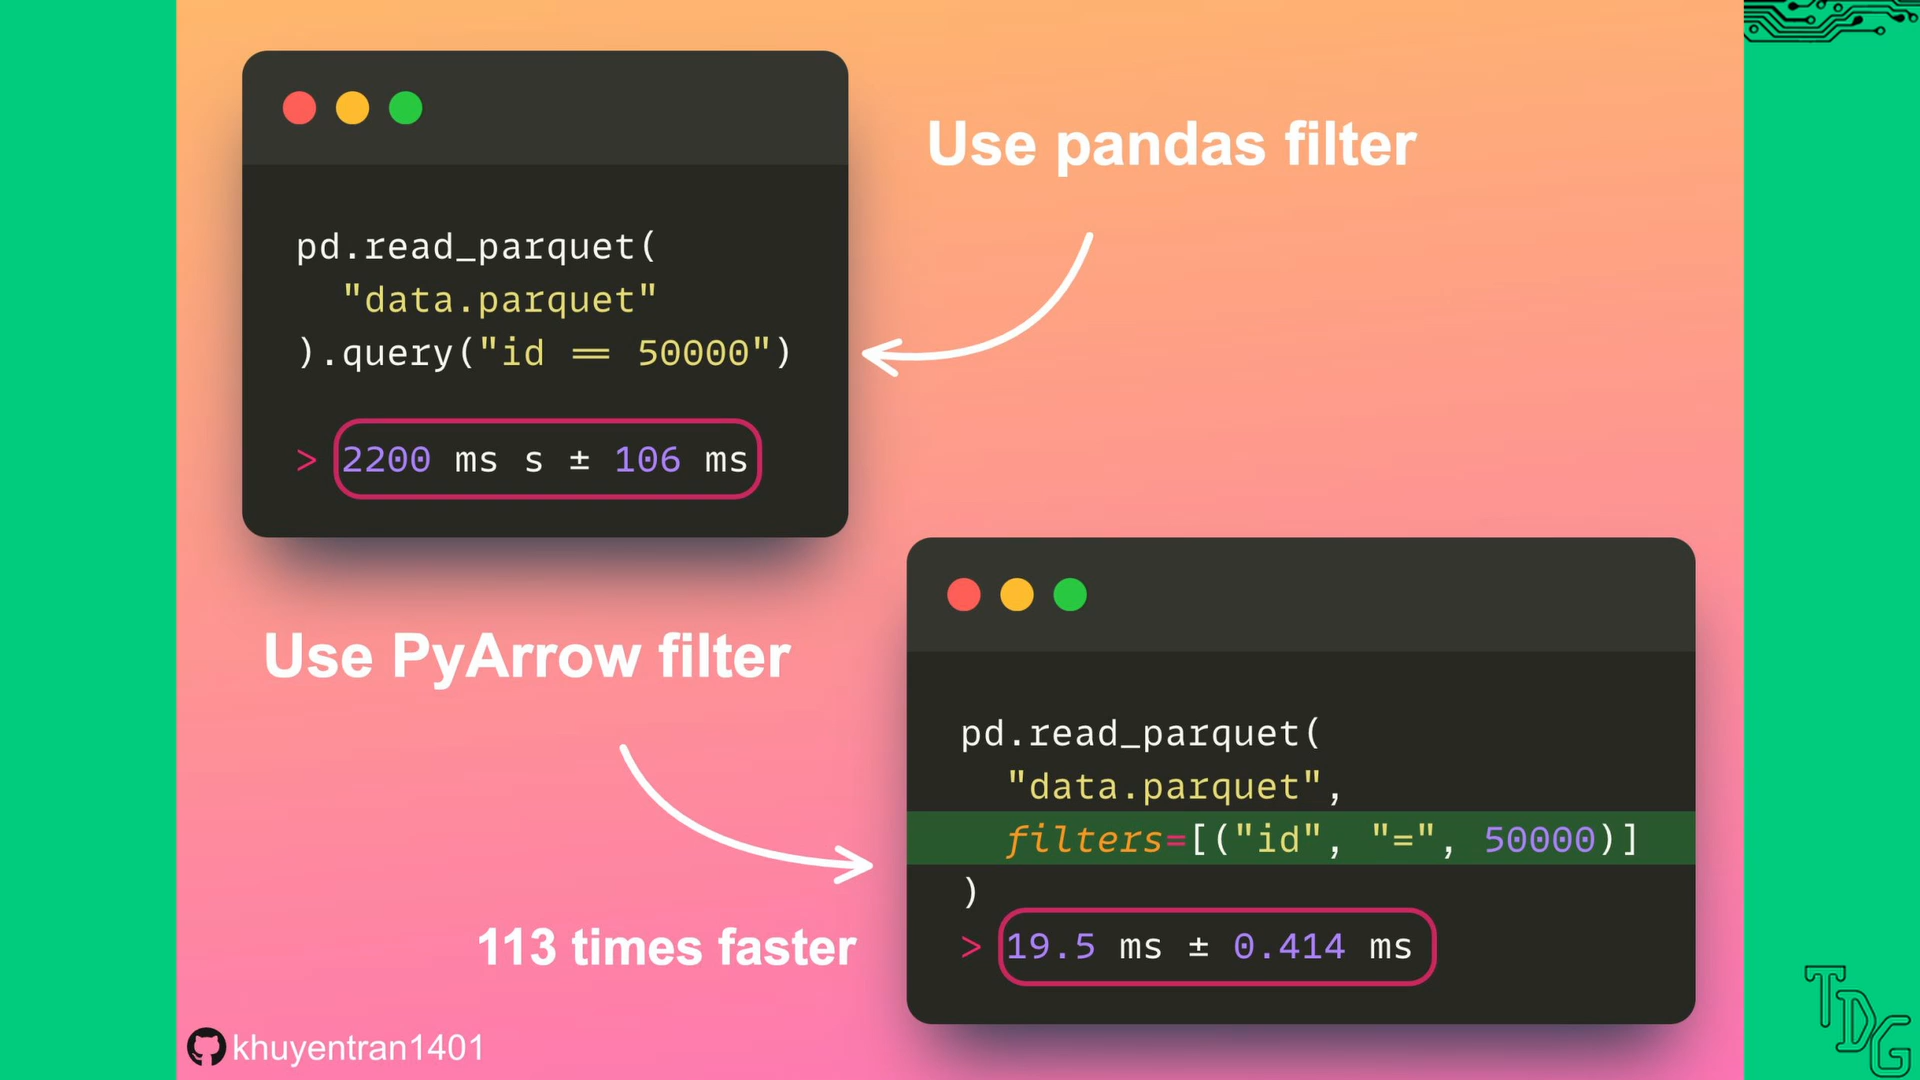 Use pandas filter
pd.read_parquet(
"data.parquet"
).query("id == 50000")
> 2200 ms s ± 106 ms
Use PyArrow filter
pd.read_parquet(
"data.parquet",
filters=[("id", "=", 50000)]
)
> 19.5 ms ± 0.414 ms
113 times faster
khuyentran1401
TDG